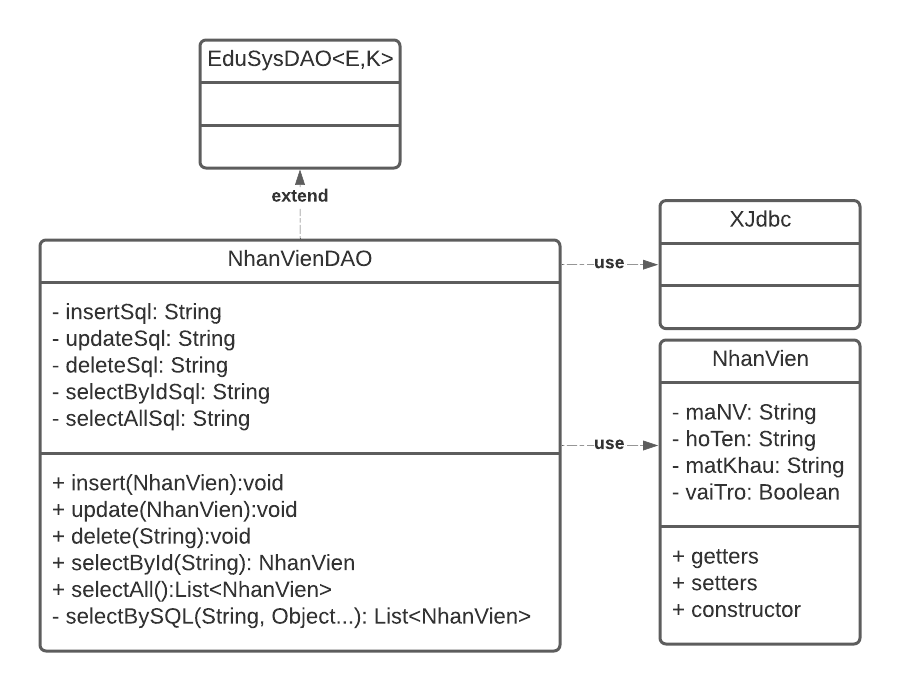 EduSysDAO<E,K>
extend
NhanVienDAO
- insertSql: String
- updateSql: String
- deleteSql: String
- selectByIdSql: String
- selectAllSql: String
+ insert(NhanVien):void
+ update(NhanVien):void
+ delete(String):void
+ selectById(String): NhanVien
+ selectAll():List<NhanVien>
- selectBySQL(String, Object...): List<NhanVien>
use
XJdbc
use
NhanVien
- maNV: String
- hoTen: String
- matKhau: String
- vaiTro: Boolean
+ getters
+ setters
+ constructor